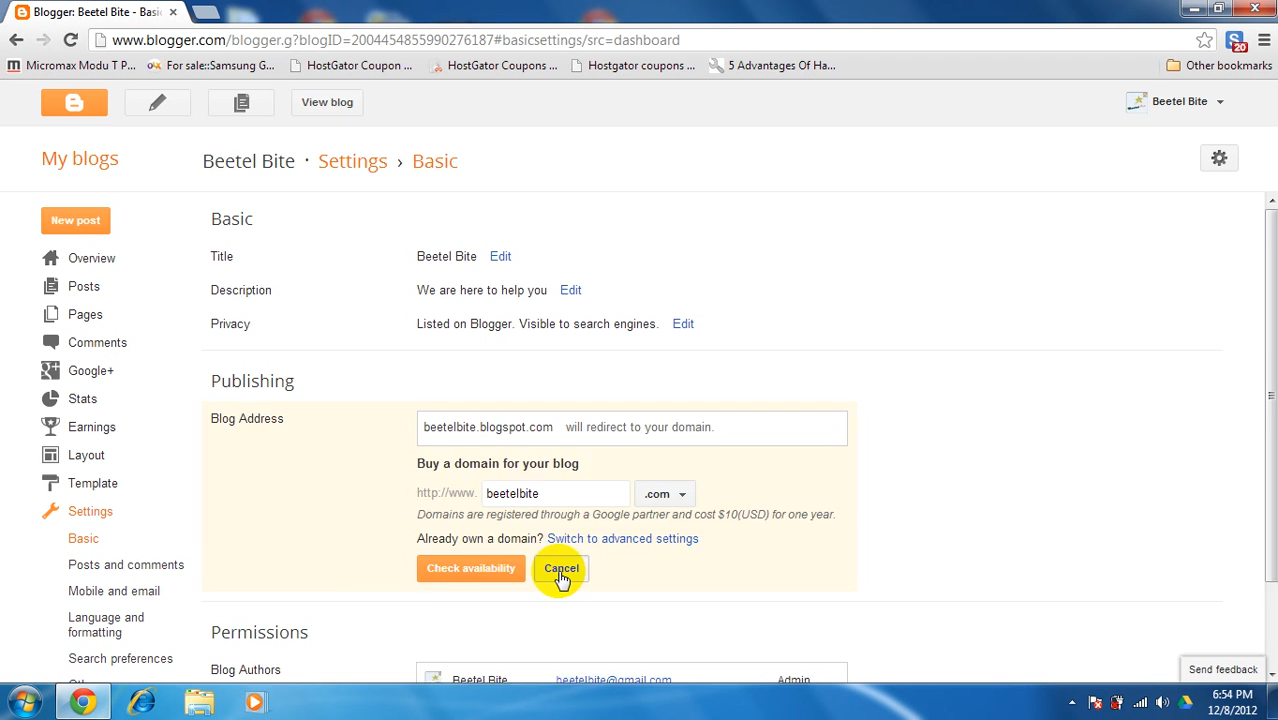 Blogger: Beetel Bite - Basic
www.blogger.com/blogger.g?blogID=2004454855990276187#basicsettings/src=dashboard
20
Micromax Modu T P...
For sale::Samsung G...
HostGator Coupon ...
HostGator Coupons ...
Hostgator coupons ...
5 Advantages Of Ha...
Other bookmarks
View blog
Beetel Bite
My blogs
Beetel Bite · Settings › Basic
New post
Overview
Posts
Pages
Comments
Google+
Stats
Earnings
Layout
Template
Settings
Basic
Posts and comments
Mobile and email
Language and
formatting
Search preferences
Basic
Title Beetel Bite Edit
Description We are here to help you Edit
Privacy Listed on Blogger. Visible to search engines. Edit
Publishing
Blog Address beetelbite.blogspot.com will redirect to your domain.
Buy a domain for your blog
http://www. beetelbite .com
Domains are registered through a Google partner and cost $10(USD) for one year.
Already own a domain? Switch to advanced settings
Check availability Cancel
Permissions
Blog Authors Beetel Bite beetelbite@gmail.com Admin
Send feedback
6:54 PM
12/8/2012